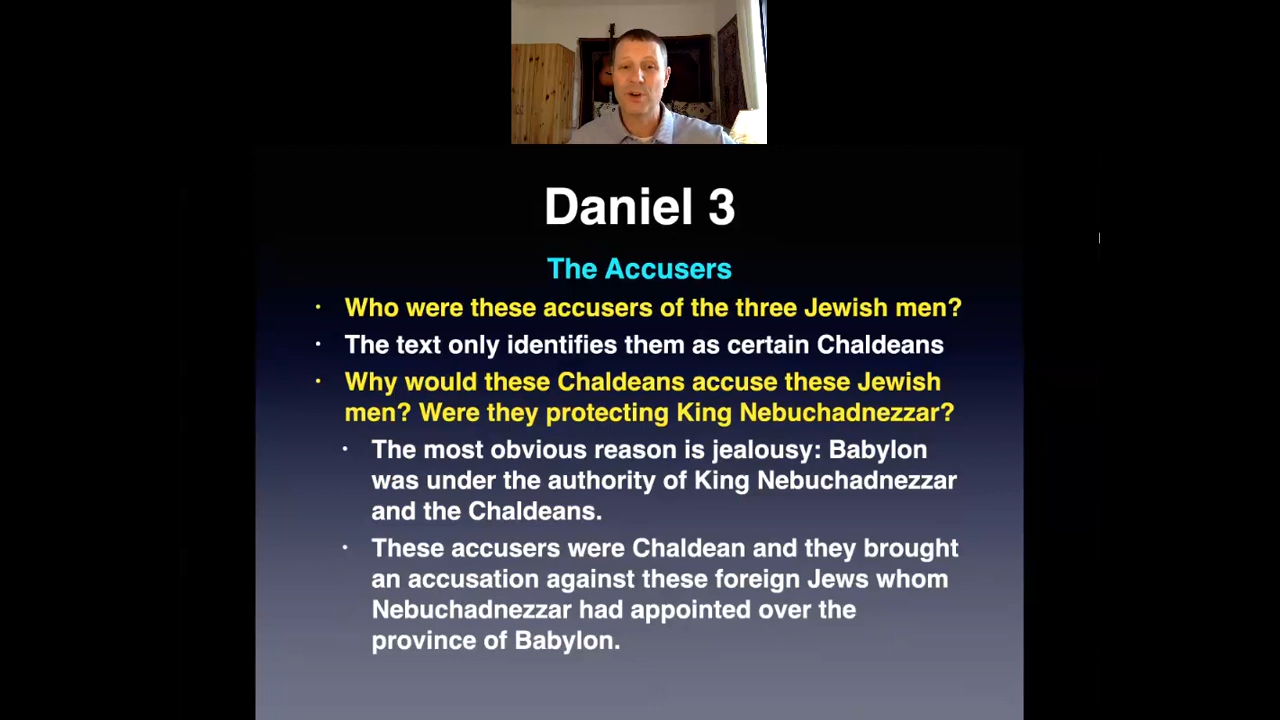 Daniel 3
The Accusers
· Who were these accusers of the three Jewish men?
· The text only identifies them as certain Chaldeans
· Why would these Chaldeans accuse these Jewish
men? Were they protecting King Nebuchadnezzar?
· The most obvious reason is jealousy: Babylon
was under the authority of King Nebuchadnezzar
and the Chaldeans.
· These accusers were Chaldean and they brought
an accusation against these foreign Jews whom
Nebuchadnezzar had appointed over the
province of Babylon.